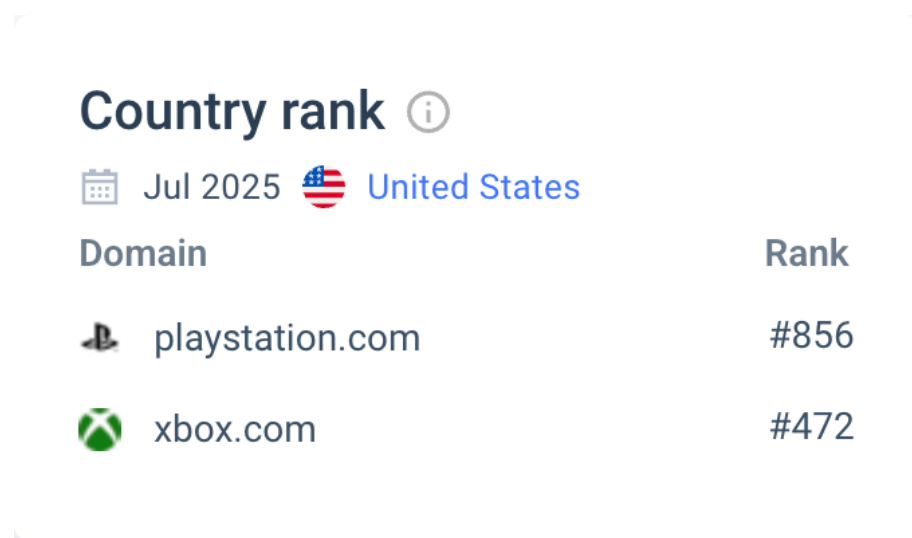 Country rank
Jul 2025 United States
Domain Rank
playstation.com #856
xbox.com #472